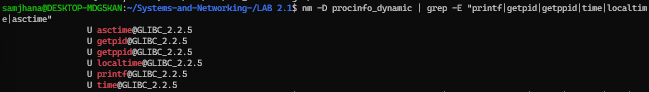 samjhana@DESKTOP-MDG5HAN:~/Systems-and-Networking-/LAB 2.1$ nm -D procinfo_dynamic | grep -E "printf|getpid|getppid|time|localtim
e|asctime"
U asctime@GLIBC_2.2.5
U getpid@GLIBC_2.2.5
U getppid@GLIBC_2.2.5
U localtime@GLIBC_2.2.5
U printf@GLIBC_2.2.5
U time@GLIBC_2.2.5